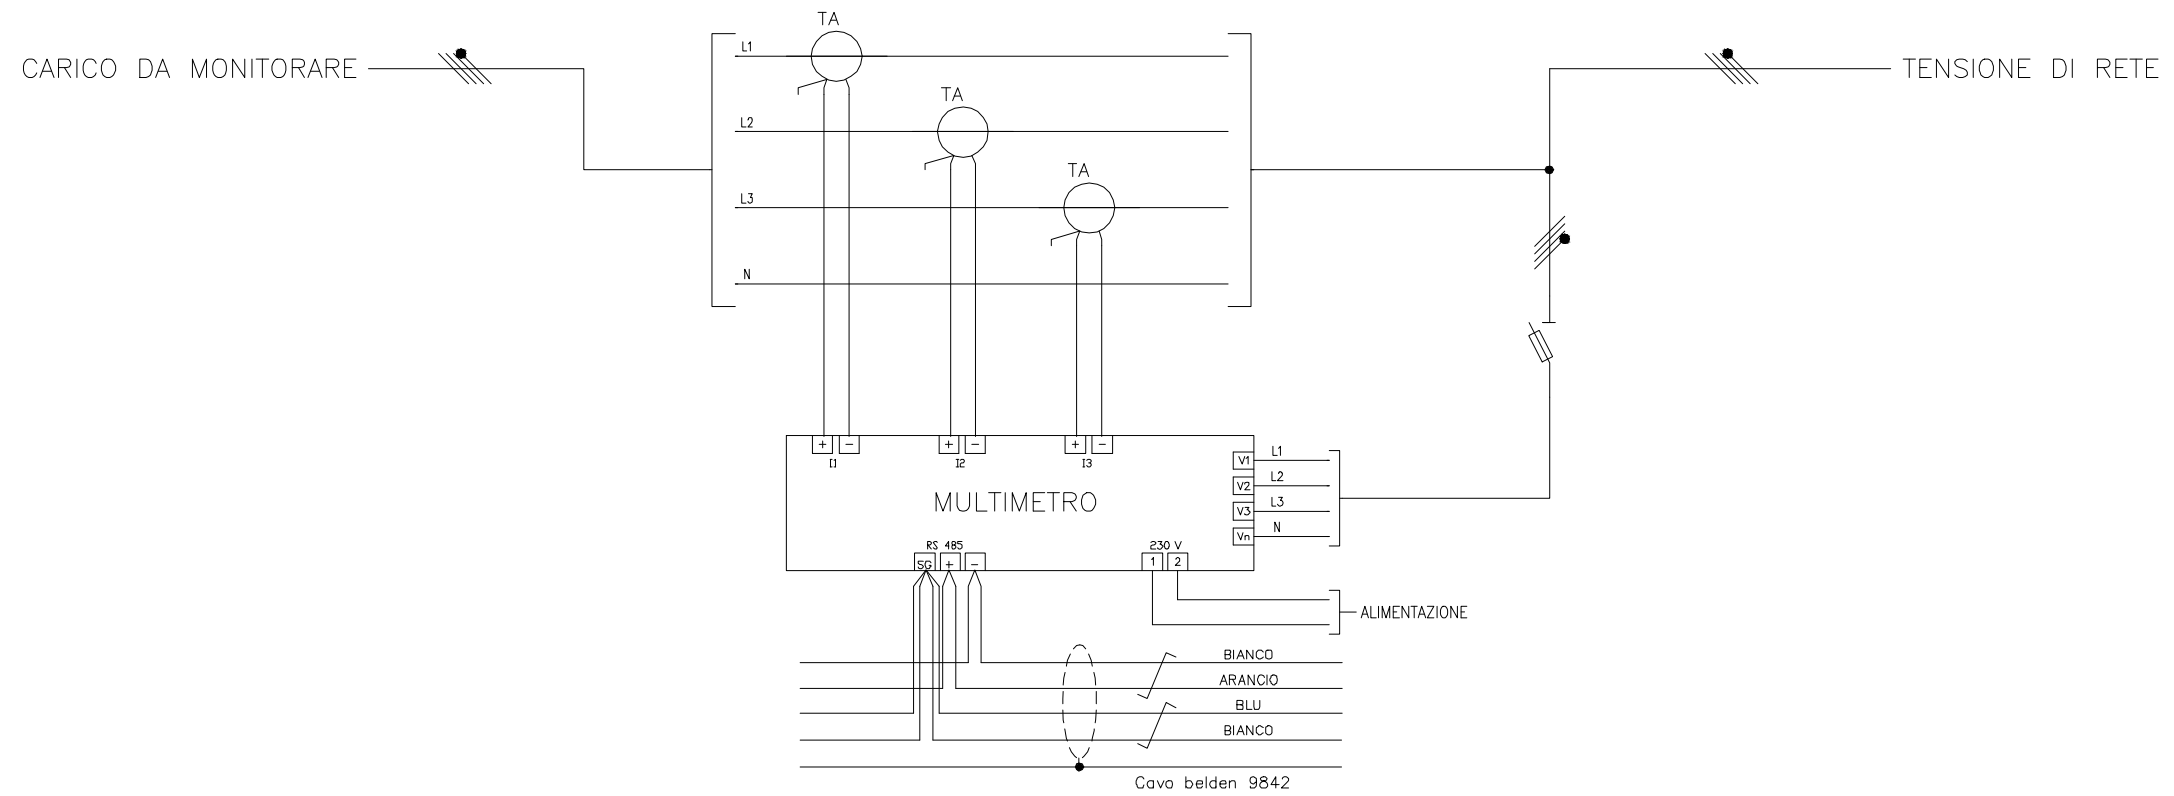 TA
CARICO DA MONITORARE
L1
TENSIONE DI RETE
TA
L2
TA
L3
N
+ -
I1
+ -
I2
+ -
I3
MULTIMETRO
V1 L1
V2 L2
V3 L3
Vn N
RS 485
SG + -
230 V
1 2
ALIMENTAZIONE
BIANCO
ARANCIO
BLU
BIANCO
Cavo belden 9842